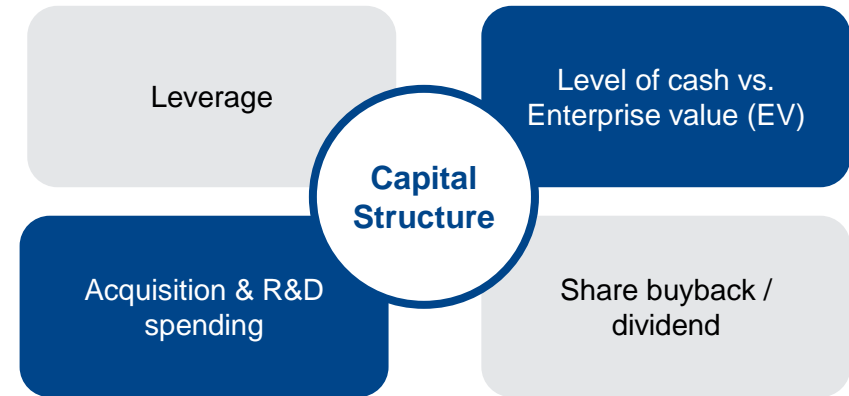 Leverage
Level of cash vs.
Enterprise value (EV)
Capital
Structure
Acquisition & R&D
spending
Share buyback /
dividend